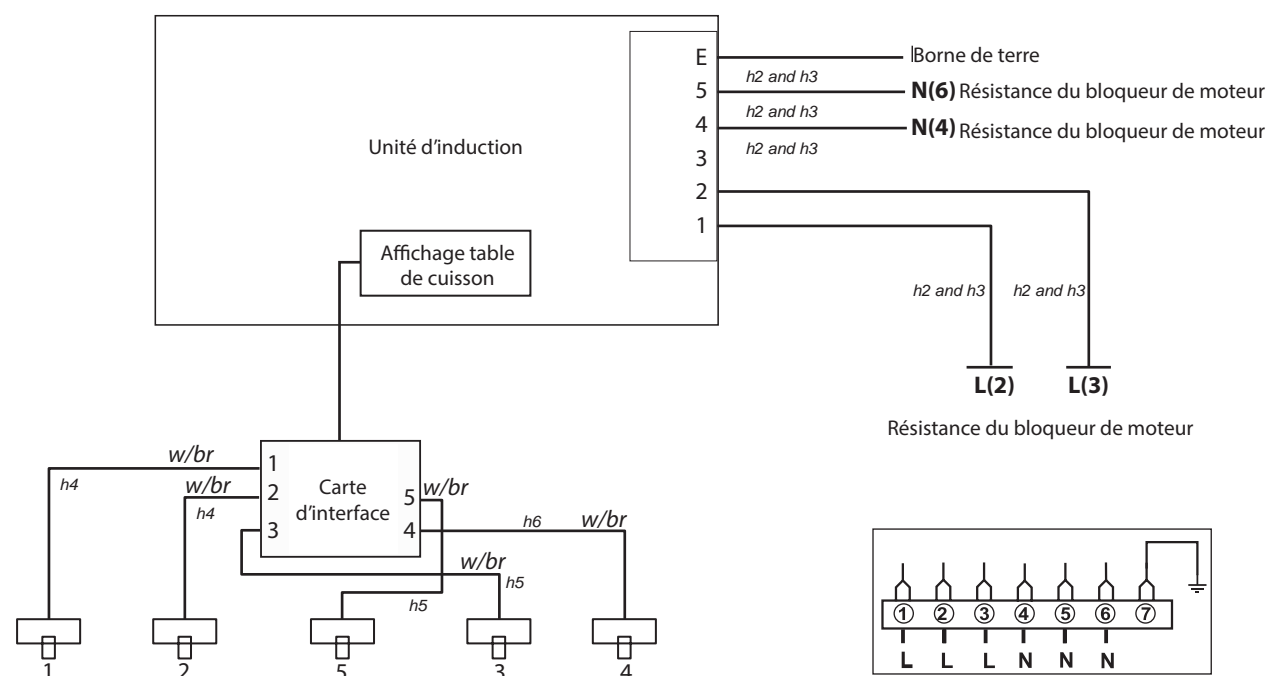 E
Borne de terre
h2 and h3
5
N(6) Résistance du bloqueur de moteur
h2 and h3
4
N(4) Résistance du bloqueur de moteur
h2 and h3
3
2
1
Unité d'induction
Affichage table
de cuisson
h2 and h3
h2 and h3
L(2)
L(3)
Résistance du bloqueur de moteur
w/br
h4
1
w/br
h4
2
3
Carte
d'interface
5
w/br
4
h6
w/br
w/br
h5
h5
1
2
5
3
4
1 2 3 4 5 6 7
L L L N N N